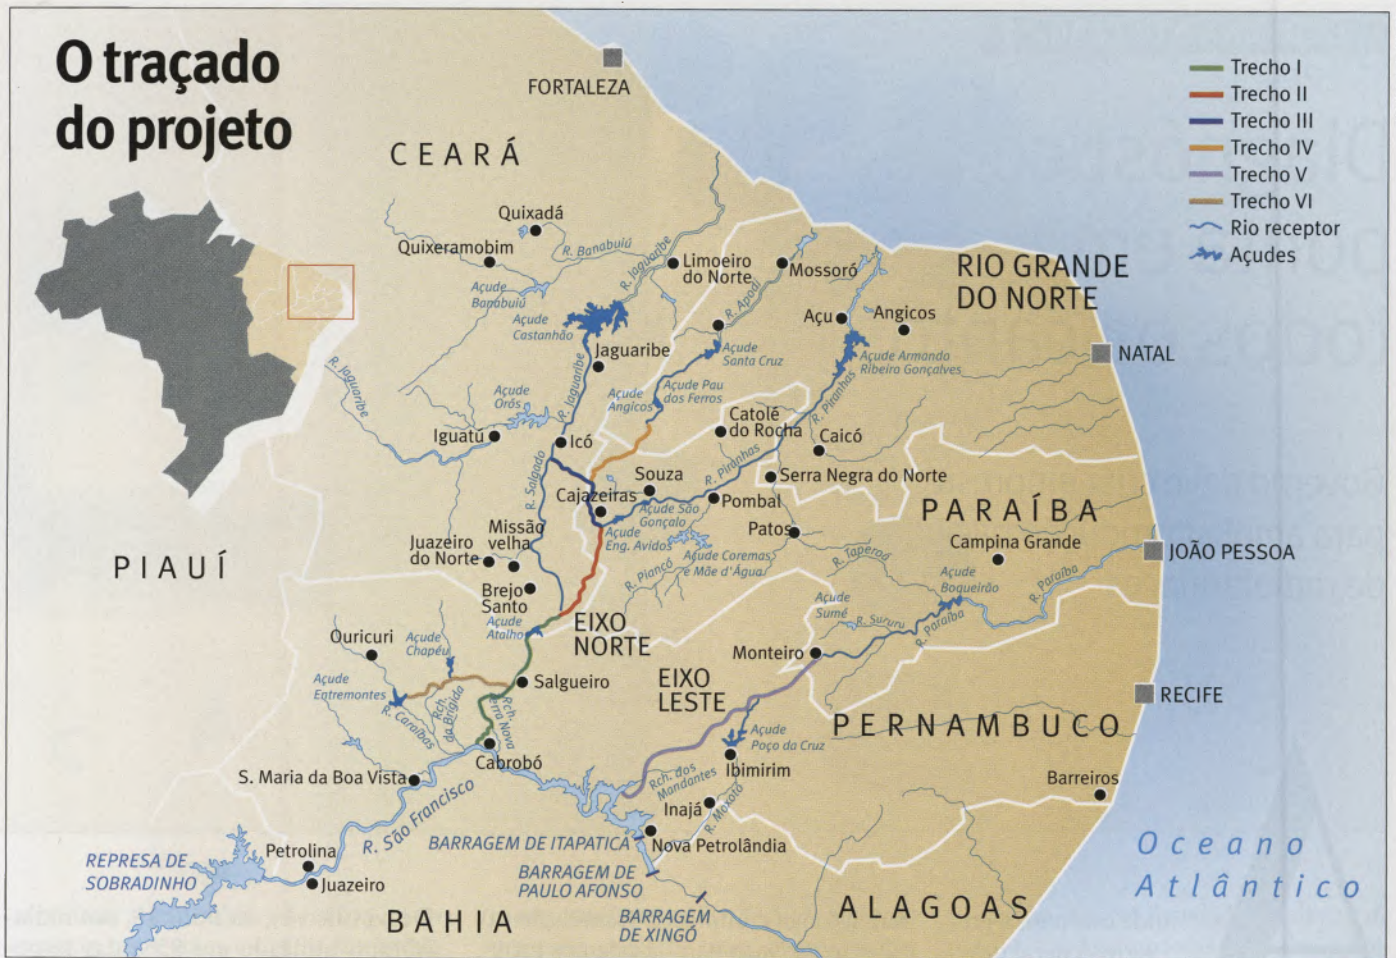 O traçado
do projeto
FORTALEZA
Trecho I
Trecho II
Trecho III
Trecho IV
Trecho V
Trecho VI
Rio receptor
Açudes
CEARÁ
Quixadá
Quixeramobim
R. Banabuiú
Açude
Banabuiú
R. Jaguaribe
Limoeiro
do Norte
Mossoró
R. Apodi
RIO GRANDE
DO NORTE
Açude
Castanhão
Açu
Angicos
Jaguaribe
Açude
Santa Cruz
Açude Armando
Ribeiro Gonçalves
NATAL
R. Jaguaribe
Açude
Orós
R. Jaguaribe
Açude
Angicos
Açude Pau
dos Ferros
R. Piranhas
Catolé
do Rocha
Caicó
Iguatú
Icó
R. Salgado
Souza
R. Piranhas
Serra Negra do Norte
Cajazeiras
Açude São
Gonçalo
Pombal
PARAÍBA
Missão
velha
Açude
Eng. Avidos
Patos
Campina Grande
JOÃO PESSOA
Juazeiro
do Norte
Açude Coremas
e Mãe d'Água
R. Piancó
R. Taperoá
Açude
Boqueirão
R. Paraíba
PIAUÍ
Brejo
Santo
Açude
Atalho
EIXO
NORTE
Açude
Sumé
R. Sururu
R. Paraíba
Ouricuri
Açude
Chapéu
Monteiro
Açude
Entremontes
Salgueiro
EIXO
LESTE
RECIFE
R. Caraíbas
Rch.
da Brígida
Rch.
Terra Nova
PERNAMBUCO
Açude
Poço da Cruz
Cabrobó
Ibimirim
S. Maria da Boa Vista
Rch. dos
Mandantes
Barreiros
R. São Francisco
Inajá
R. Moxotó
BARRAGEM DE ITAPATICA
Nova Petrolândia
Petrolina
REPRESA DE
SOBRADINHO
Juazeiro
BARRAGEM DE
PAULO AFONSO
Oceano
Atlântico
BAHIA
BARRAGEM
DE XINGÓ
ALAGOAS